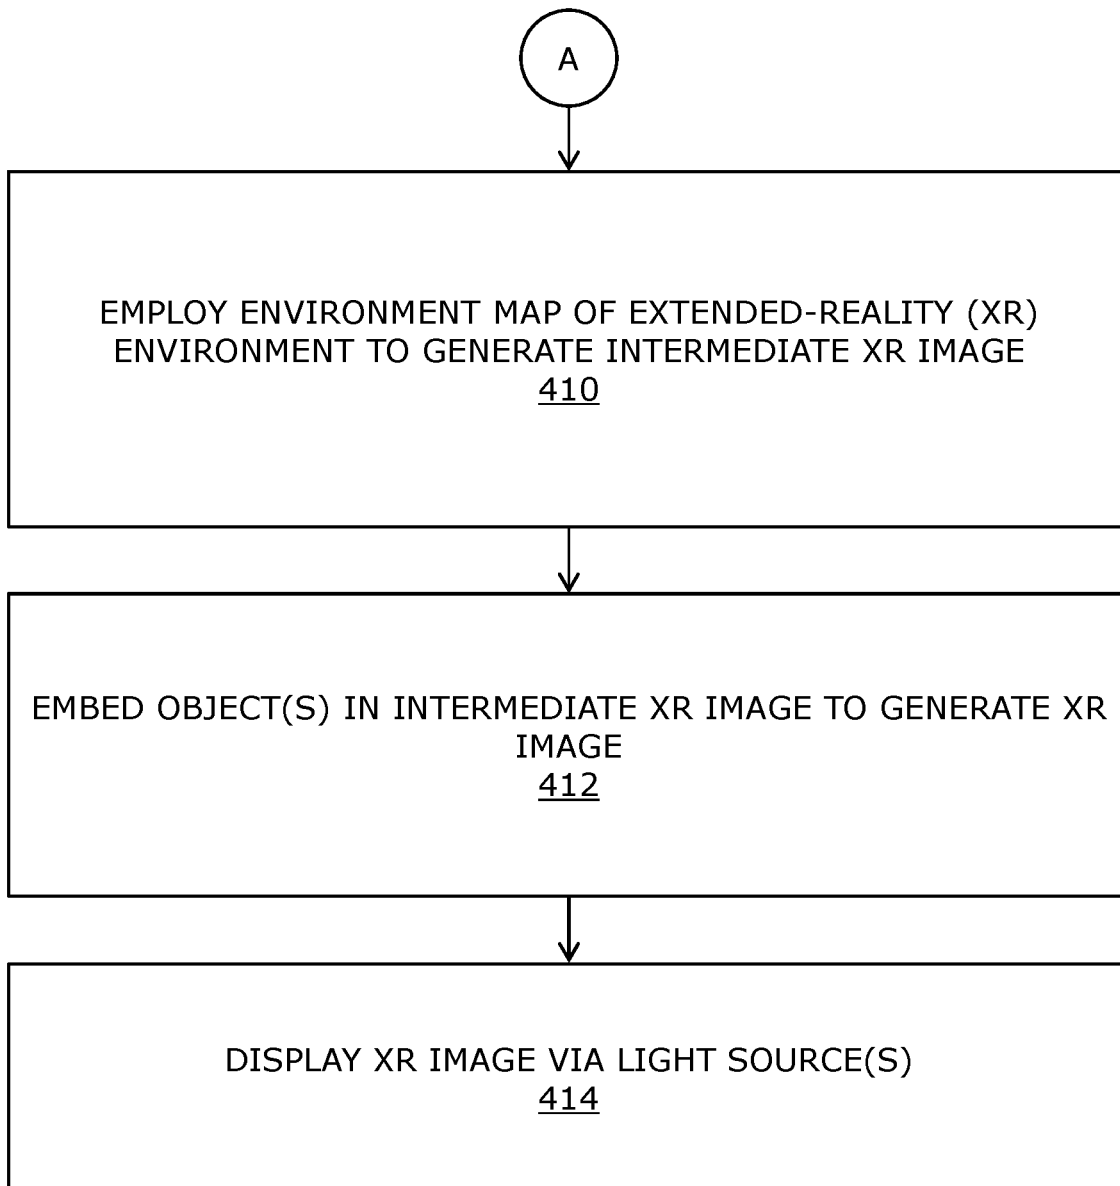 A
EMPLOY ENVIRONMENT MAP OF EXTENDED-REALITY (XR)
ENVIRONMENT TO GENERATE INTERMEDIATE XR IMAGE
410
EMBED OBJECT(S) IN INTERMEDIATE XR IMAGE TO GENERATE XR
IMAGE
412
DISPLAY XR IMAGE VIA LIGHT SOURCE(S)
414